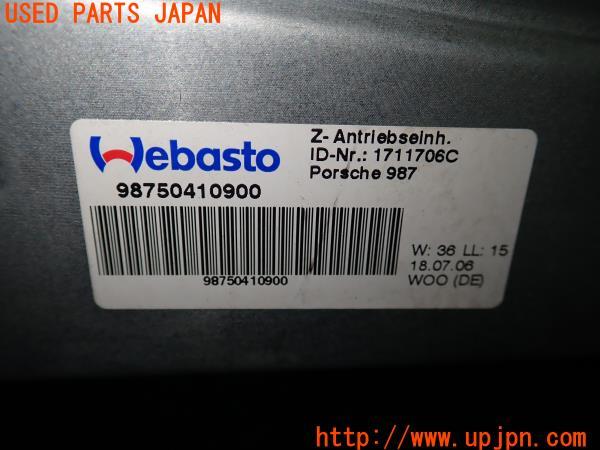 USED PARTS JAPAN
Webasto
98750410900
98750410900
Z- Antriebseinh.
ID-Nr.: 1711706C
Porsche 987
W: 36 LL: 15
18.07.06
WOO (DE)
http://www.upjpn.com/